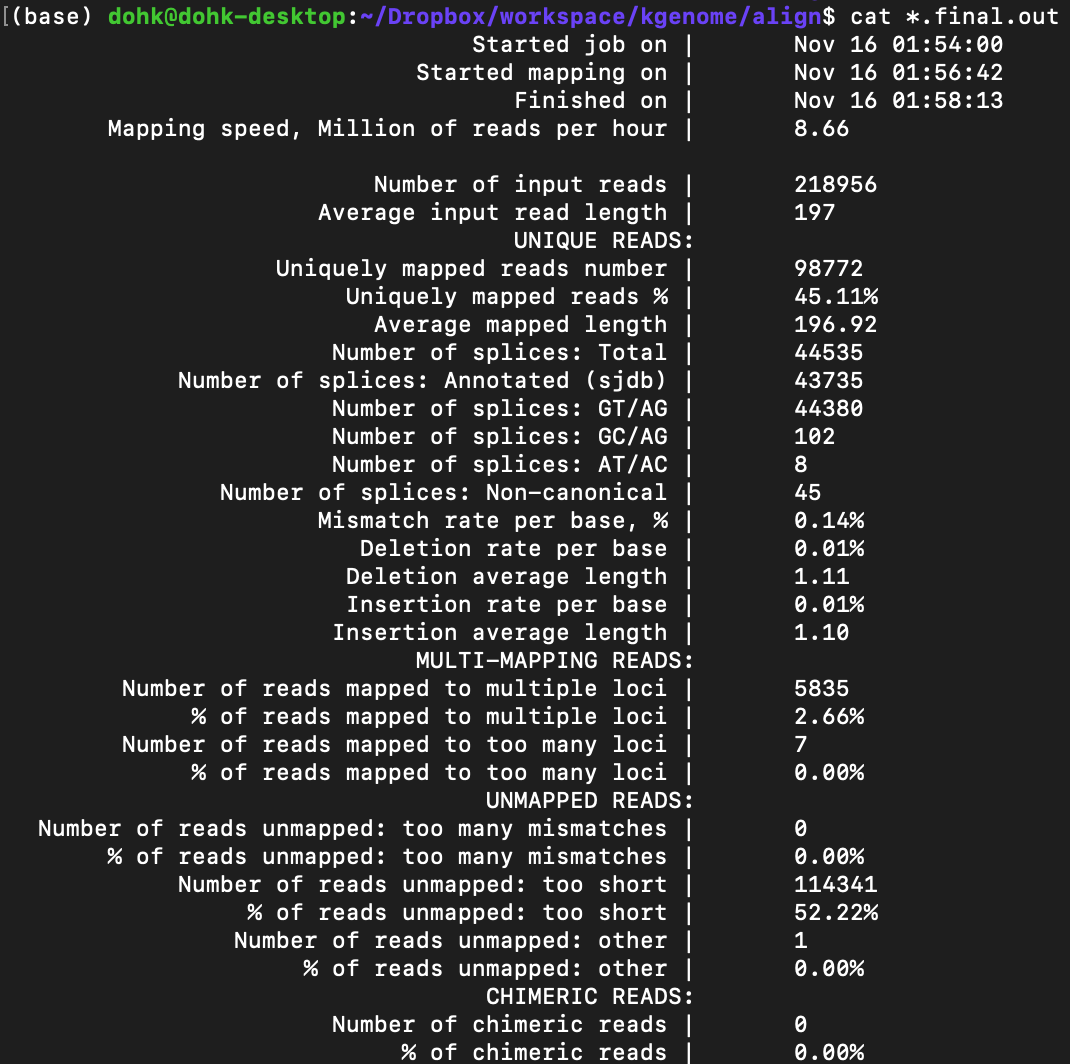 [(base) dohk@dohk-desktop:~/Dropbox/workspace/kgenome/align$ cat *.final.out
Started job on | Nov 16 01:54:00
Started mapping on | Nov 16 01:56:42
Finished on | Nov 16 01:58:13
Mapping speed, Million of reads per hour | 8.66
Number of input reads | 218956
Average input read length | 197
UNIQUE READS:
Uniquely mapped reads number | 98772
Uniquely mapped reads % | 45.11%
Average mapped length | 196.92
Number of splices: Total | 44535
Number of splices: Annotated (sjdb) | 43735
Number of splices: GT/AG | 44380
Number of splices: GC/AG | 102
Number of splices: AT/AC | 8
Number of splices: Non-canonical | 45
Mismatch rate per base, % | 0.14%
Deletion rate per base | 0.01%
Deletion average length | 1.11
Insertion rate per base | 0.01%
Insertion average length | 1.10
MULTI-MAPPING READS:
Number of reads mapped to multiple loci | 5835
% of reads mapped to multiple loci | 2.66%
Number of reads mapped to too many loci | 7
% of reads mapped to too many loci | 0.00%
UNMAPPED READS:
Number of reads unmapped: too many mismatches | 0
% of reads unmapped: too many mismatches | 0.00%
Number of reads unmapped: too short | 114341
% of reads unmapped: too short | 52.22%
Number of reads unmapped: other | 1
% of reads unmapped: other | 0.00%
CHIMERIC READS:
Number of chimeric reads | 0
% of chimeric reads | 0.00%